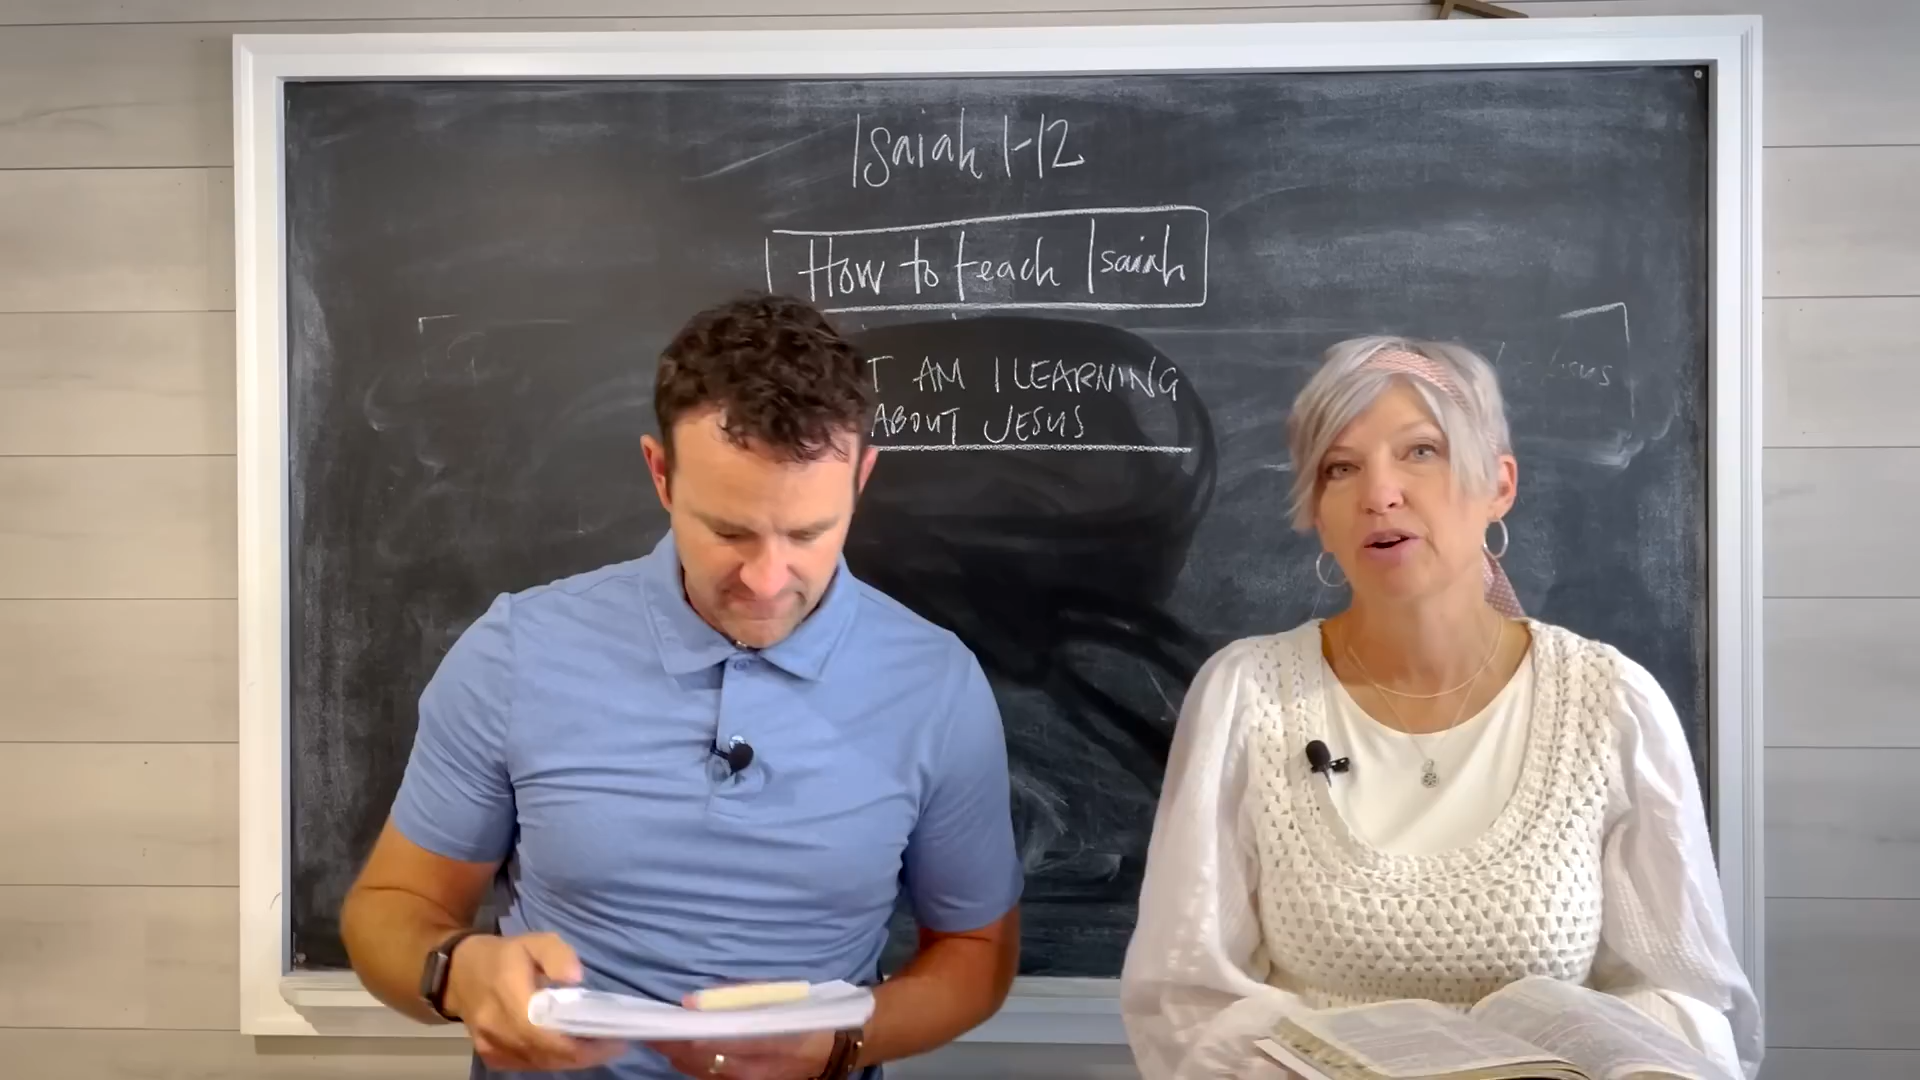 Isaiah 1-12
How to teach Isaiah
T AM I LEARNING
ABOUT JESUS